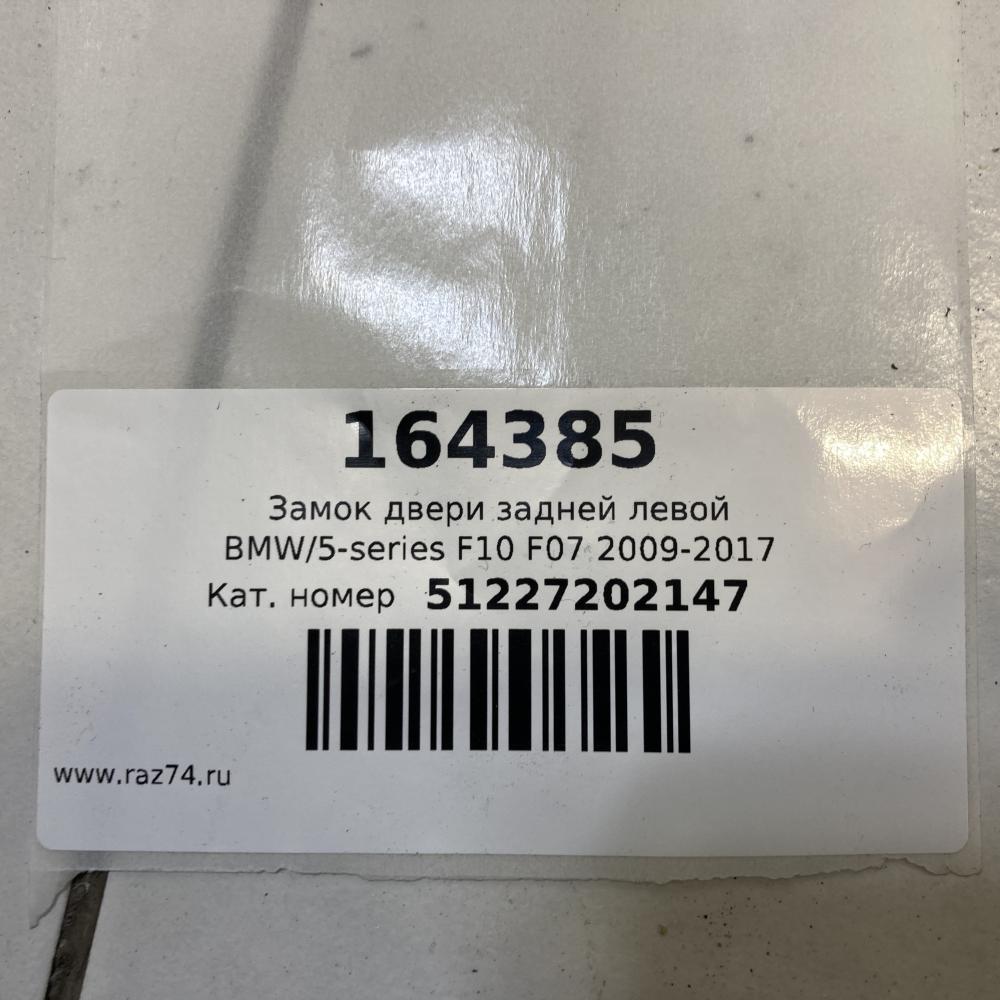 164385
Замок двери задней левой
BMW/5-series F10 F07 2009-2017
Кат. номер 51227202147
www.raz74.ru